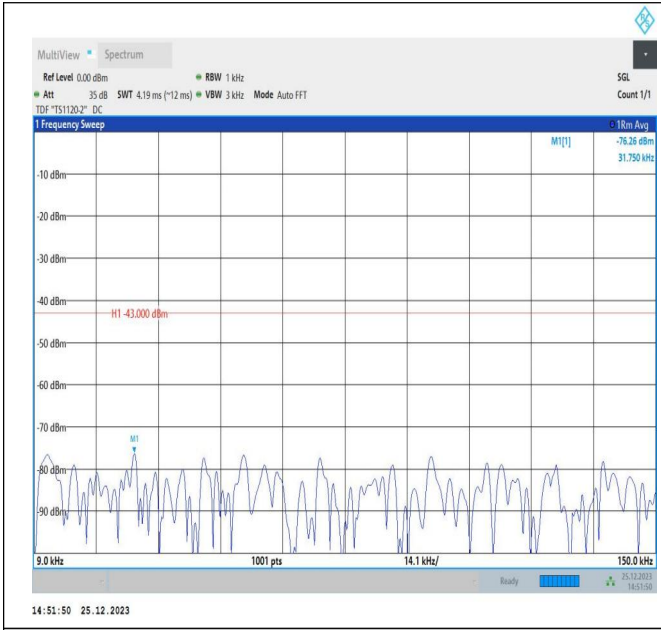 MultiView Spectrum
Ref Level 0.00 dBm RBW 1 kHz SGL
Att 35 dB SWT 4.19 ms (~12 ms) VBW 3 kHz Mode Auto FFT Count 1/1
TDF "TS1120-2" DC
1 Frequency Sweep 1Rm Avg
M1[1] -76.26 dBm
31.750 kHz
-10 dBm
-20 dBm
-30 dBm
-40 dBm
H1 -43.000 dBm
-50 dBm
-60 dBm
-70 dBm
M1
-80 dBm
-90 dBm
9.0 kHz 1001 pts 14.1 kHz/ 150.0 kHz
Ready 25.12.2023
14:51:50
14:51:50 25.12.2023